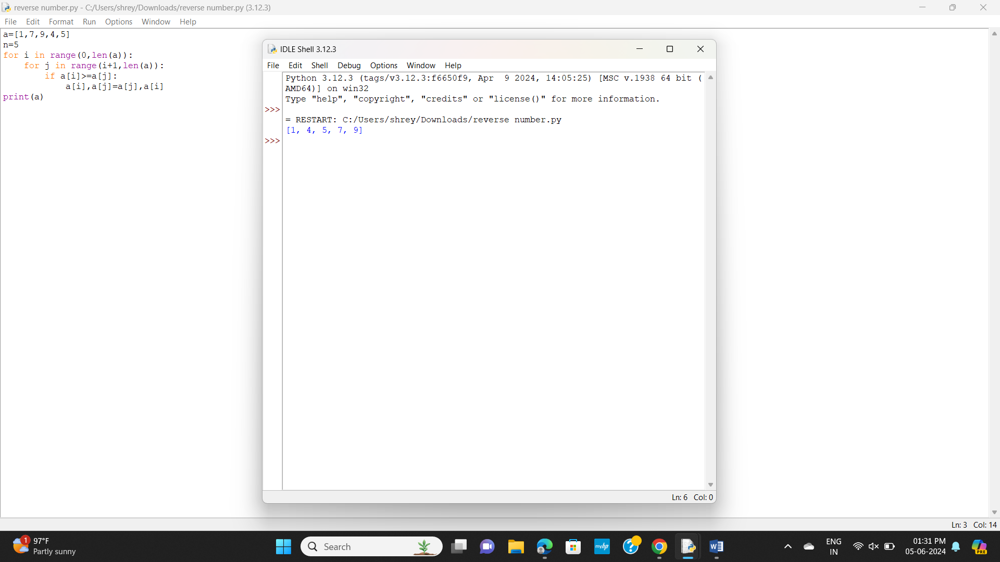 reverse number.py - C:/Users/shrey/Downloads/reverse number.py (3.12.3)
File Edit Format Run Options Window Help
a=[1,7,9,4,5]
n=5
for i in range(0,len(a)):
    for j in range(i+1,len(a)):
        if a[i]>=a[j]:
            a[i],a[j]=a[j],a[i]
print(a)
IDLE Shell 3.12.3
File Edit Shell Debug Options Window Help
Python 3.12.3 (tags/v3.12.3:f6650f9, Apr  9 2024, 14:05:25) [MSC v.1938 64 bit (
AMD64)] on win32
Type "help", "copyright", "credits" or "license()" for more information.
>>>
= RESTART: C:/Users/shrey/Downloads/reverse number.py
[1, 4, 5, 7, 9]
>>>
Ln: 6 Col: 0
Ln: 3 Col: 14
1
97°F
Partly sunny
Search
myhp
?
W
ENG
IN
01:31 PM
05-06-2024
PRE